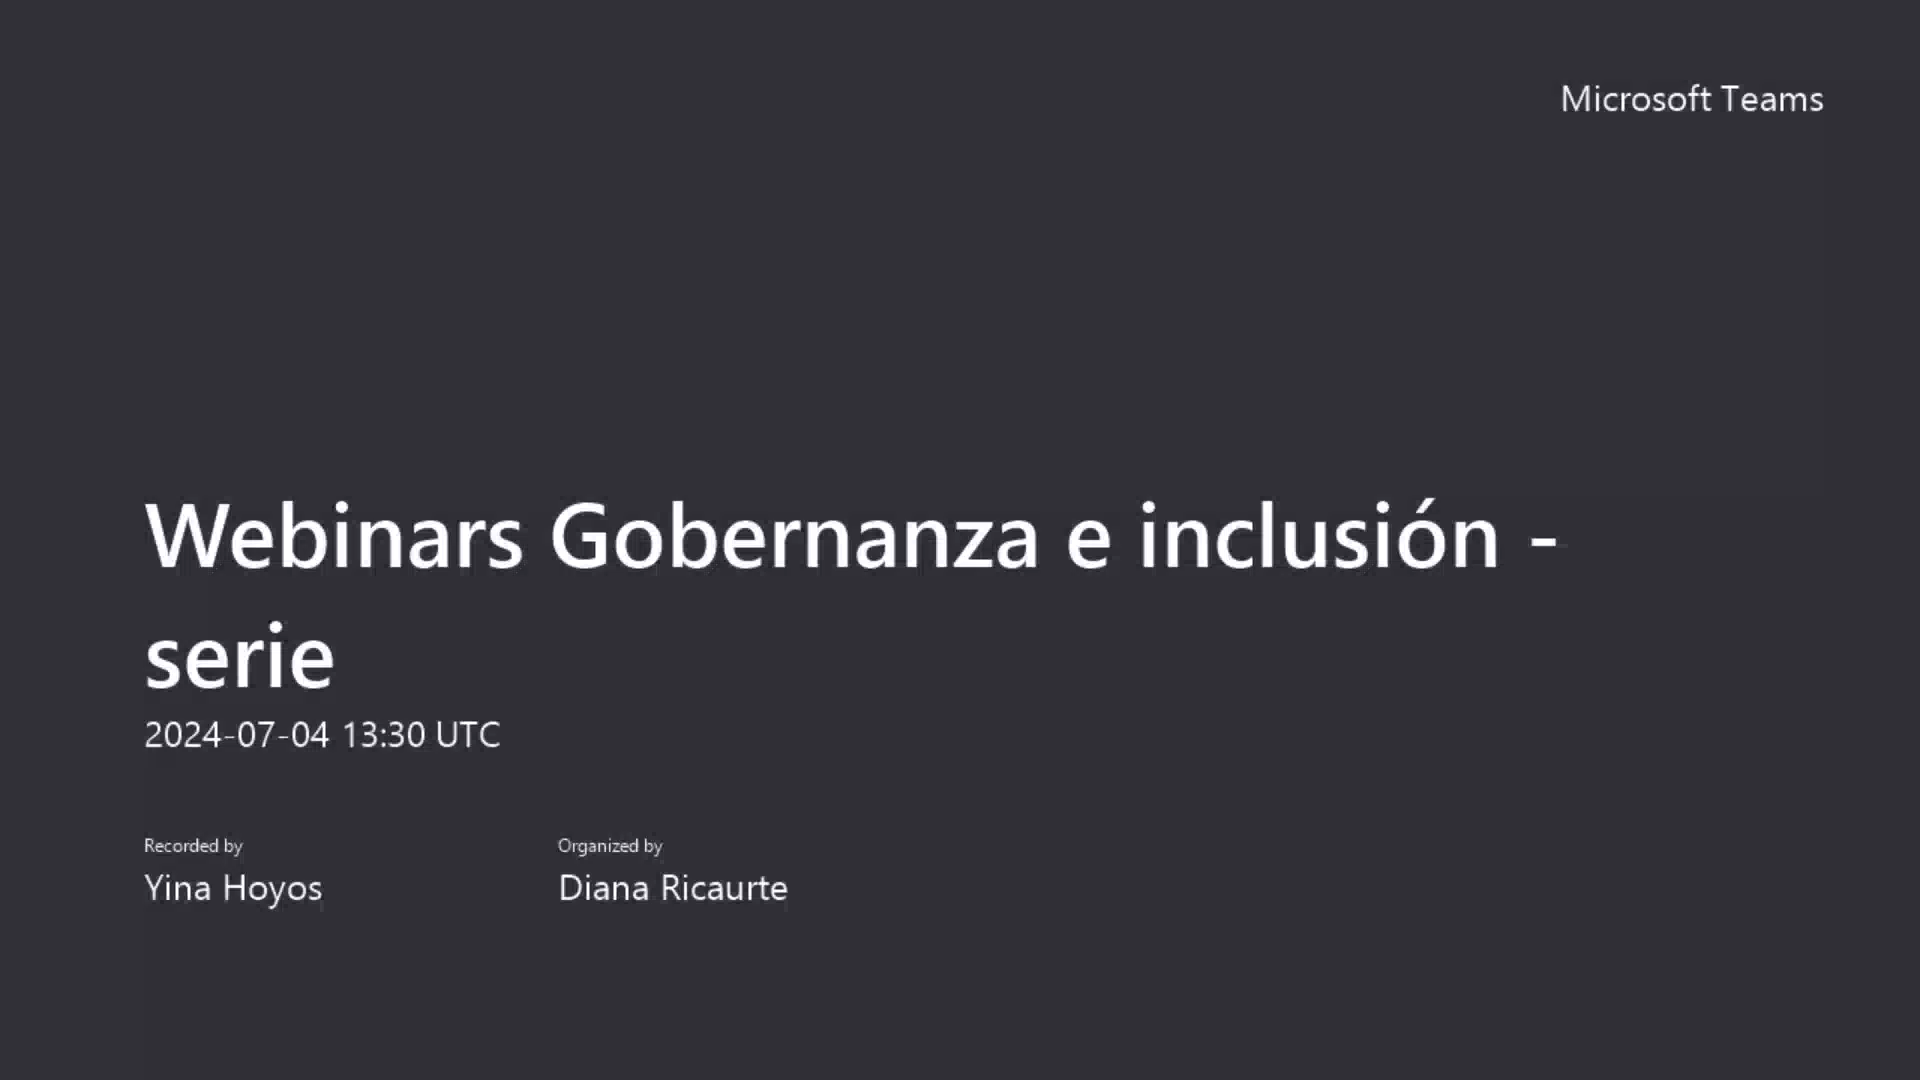 Microsoft Teams
Webinars Gobernanza e inclusión -
serie
2024-07-04 13:30 UTC
Recorded by
Yina Hoyos
Organized by
Diana Ricaurte